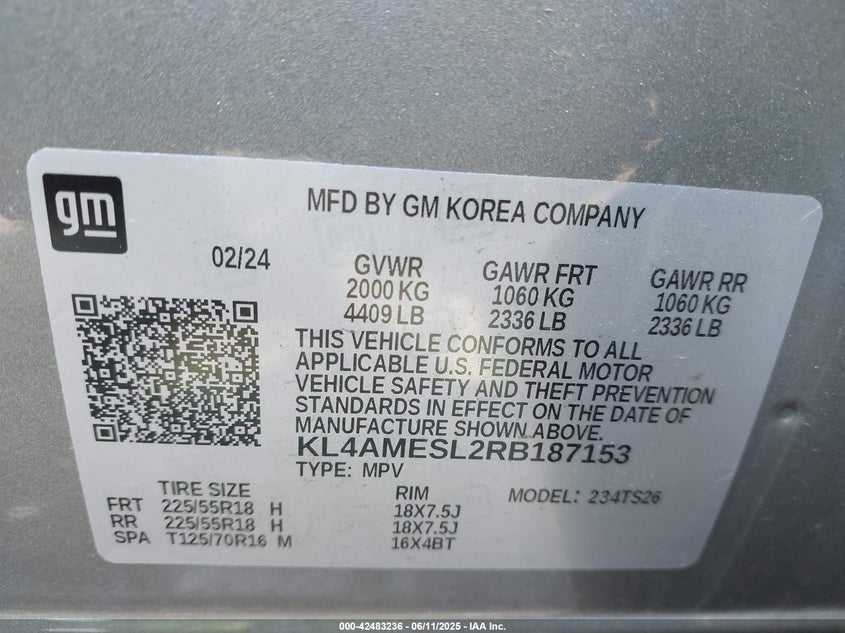 gm
MFD BY GM KOREA COMPANY
02/24
GVWR GAWR FRT GAWR RR
2000 KG 1060 KG 1060 KG
4409 LB 2336 LB 2336 LB
THIS VEHICLE CONFORMS TO ALL
APPLICABLE U.S. FEDERAL MOTOR
VEHICLE SAFETY AND THEFT PREVENTION
STANDARDS IN EFFECT ON THE DATE OF
MANUFACTURE SHOWN ABOVE.
KL4AMESL2RB187153
TYPE: MPV
TIRE SIZE RIM MODEL: 234TS26
FRT 225/55R18 H 18X7.5J
RR 225/55R18 H 18X7.5J
SPA T125/70R16 M 16X4BT
000-42483236 - 06/11/2025 - IAA Inc.